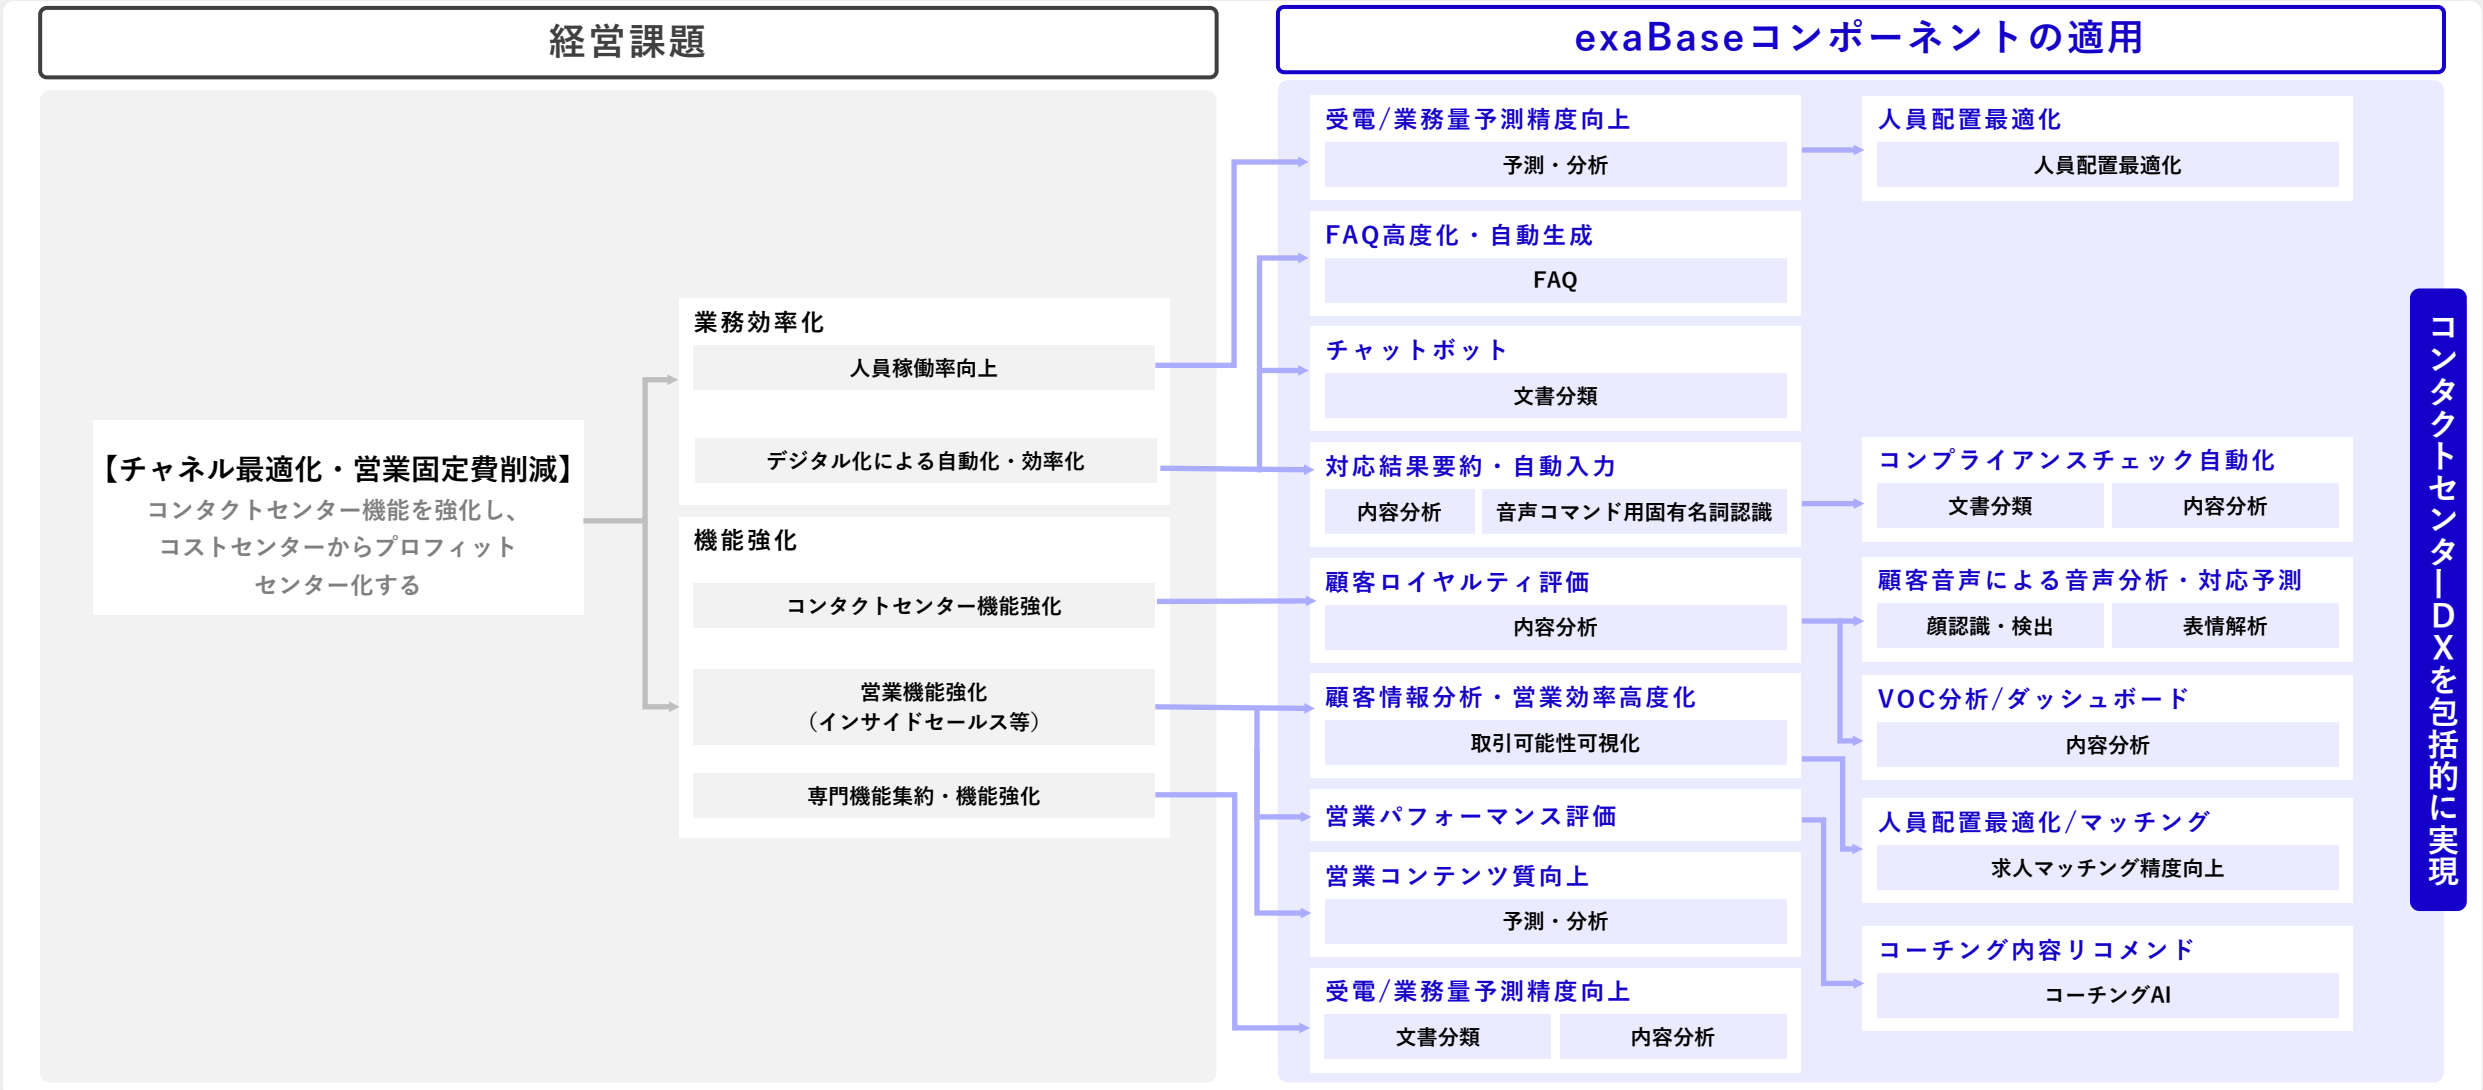 経営課題
exaBaseコンポーネントの適用
【チャネル最適化・営業固定費削減】
コンタクトセンター機能を強化し、
コストセンターからプロフィット
センター化する
業務効率化
人員稼働率向上
デジタル化による自動化・効率化
機能強化
コンタクトセンター機能強化
営業機能強化
（インサイドセールス等）
専門機能集約・機能強化
受電/業務量予測精度向上
予測・分析
FAQ高度化・自動生成
FAQ
チャットボット
文書分類
対応結果要約・自動入力
内容分析
音声コマンド用固有名詞認識
顧客ロイヤルティ評価
内容分析
顧客情報分析・営業効率高度化
取引可能性可視化
営業パフォーマンス評価
営業コンテンツ質向上
予測・分析
受電/業務量予測精度向上
文書分類
内容分析
人員配置最適化
人員配置最適化
コンプライアンスチェック自動化
文書分類
内容分析
顧客音声による音声分析・対応予測
顔認識・検出
表情解析
VOC分析/ダッシュボード
内容分析
人員配置最適化/マッチング
求人マッチング精度向上
コーチング内容リコメンド
コーチングAI
コンタクトセンターDXを包括的に実現